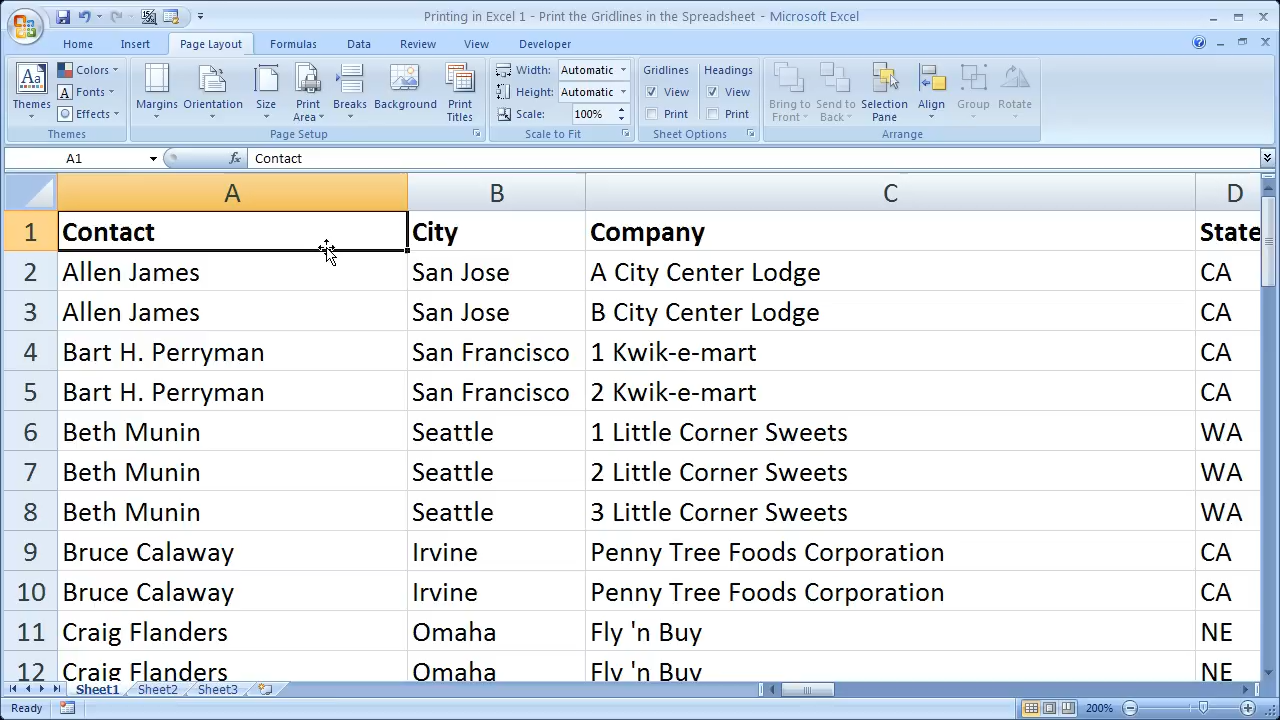 Printing in Excel 1 - Print the Gridlines in the Spreadsheet - Microsoft Excel
Home Insert Page Layout Formulas Data Review View Developer
Themes
Colors
Fonts
Effects
Themes
Margins Orientation Size Print Area Breaks Background Print Titles
Page Setup
Width: Automatic
Height: Automatic
Scale: 100%
Scale to Fit
Gridlines Headings
View View
Print Print
Sheet Options
Bring to Front Send to Back Selection Pane Align Group Rotate
Arrange
A1 fx Contact
A B C D
1 Contact City Company State
2 Allen James San Jose A City Center Lodge CA
3 Allen James San Jose B City Center Lodge CA
4 Bart H. Perryman San Francisco 1 Kwik-e-mart CA
5 Bart H. Perryman San Francisco 2 Kwik-e-mart CA
6 Beth Munin Seattle 1 Little Corner Sweets WA
7 Beth Munin Seattle 2 Little Corner Sweets WA
8 Beth Munin Seattle 3 Little Corner Sweets WA
9 Bruce Calaway Irvine Penny Tree Foods Corporation CA
10 Bruce Calaway Irvine Penny Tree Foods Corporation CA
11 Craig Flanders Omaha Fly 'n Buy NE
12 Craig Flanders Omaha Fly 'n Buy NE
Sheet1 Sheet2 Sheet3
Ready 200%